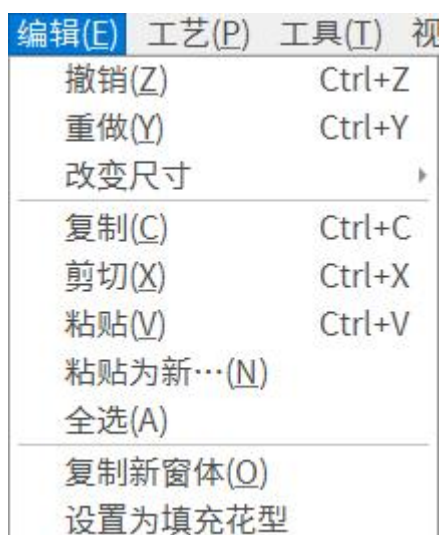 编辑(E) 工艺(P) 工具(T) 视
撤销(Z) Ctrl+Z
重做(Y) Ctrl+Y
改变尺寸
复制(C) Ctrl+C
剪切(X) Ctrl+X
粘贴(V) Ctrl+V
粘贴为新…(N)
全选(A)
复制新窗体(O)
设置为填充花型